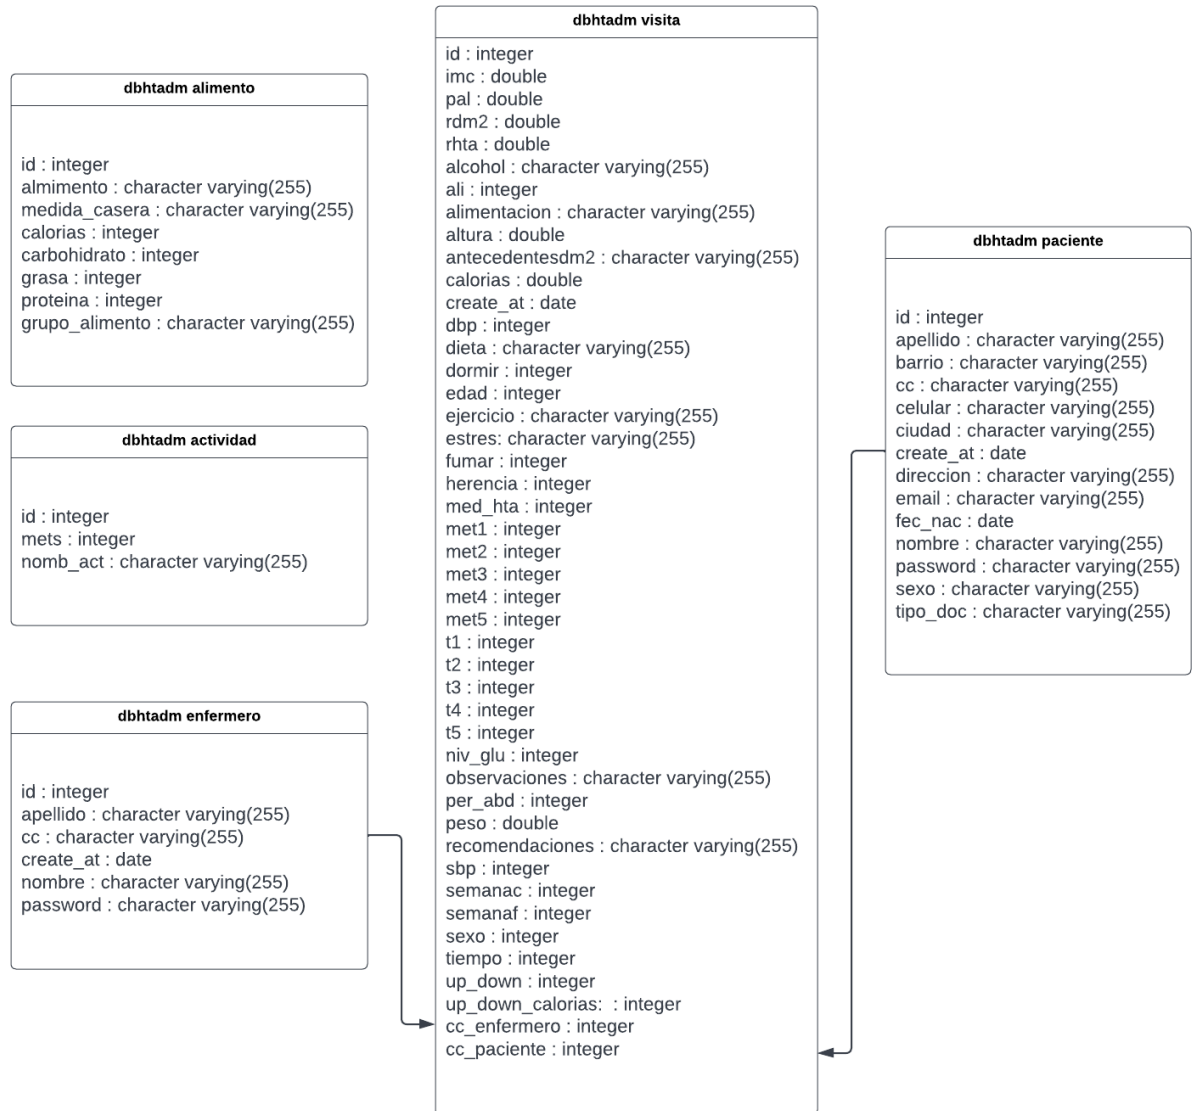 dbhtadm alimento
id : integer
almimento : character varying(255)
medida_casera : character varying(255)
calorias : integer
carbohidrato : integer
grasa : integer
proteina : integer
grupo_alimento : character varying(255)
dbhtadm actividad
id : integer
mets : integer
nomb_act : character varying(255)
dbhtadm enfermero
id : integer
apellido : character varying(255)
cc : character varying(255)
create_at : date
nombre : character varying(255)
password : character varying(255)
dbhtadm visita
id : integer
imc : double
pal : double
rdm2 : double
rhta : double
alcohol : character varying(255)
ali : integer
alimentacion : character varying(255)
altura : double
antecedentesdm2 : character varying(255)
calorias : double
create_at : date
dbp : integer
dieta : character varying(255)
dormir : integer
edad : integer
ejercicio : character varying(255)
estres: character varying(255)
fumar : integer
herencia : integer
med_hta : integer
met1 : integer
met2 : integer
met3 : integer
met4 : integer
met5 : integer
t1 : integer
t2 : integer
t3 : integer
t4 : integer
t5 : integer
niv_glu : integer
observaciones : character varying(255)
per_abd : integer
peso : double
recomendaciones : character varying(255)
sbp : integer
semanac : integer
semanaf : integer
sexo : integer
tiempo : integer
up_down : integer
up_down_calorias: : integer
cc_enfermero : integer
cc_paciente : integer
dbhtadm paciente
id : integer
apellido : character varying(255)
barrio : character varying(255)
cc : character varying(255)
celular : character varying(255)
ciudad : character varying(255)
create_at : date
direccion : character varying(255)
email : character varying(255)
fec_nac : date
nombre : character varying(255)
password : character varying(255)
sexo : character varying(255)
tipo_doc : character varying(255)